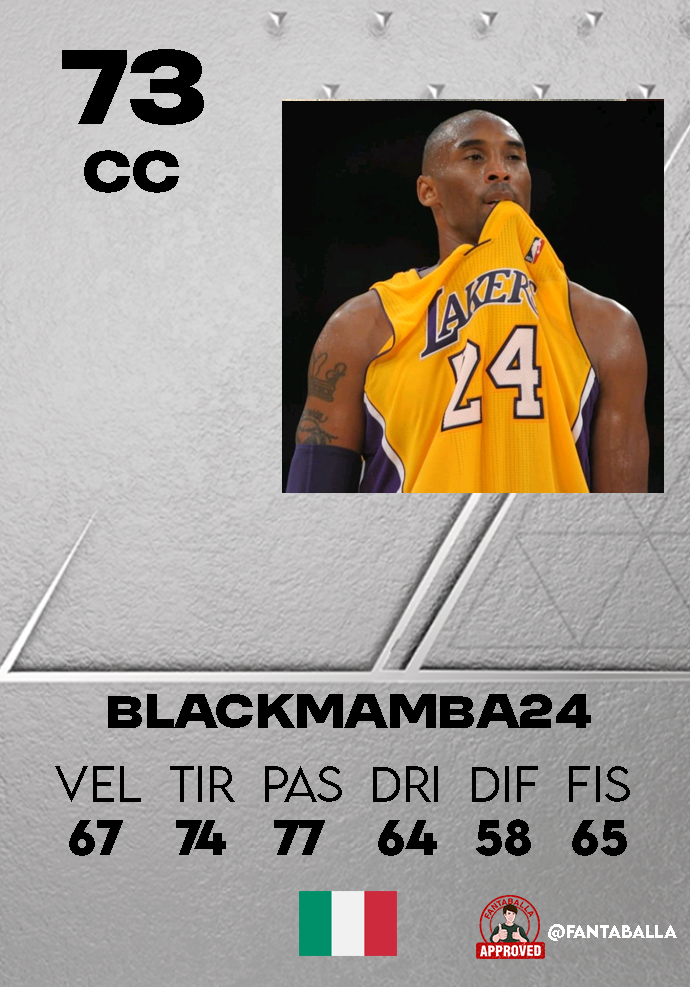 73
CC
LAKERS
24
BLACKMAMBA24
VEL TIR PAS DRI DIF FIS
67 74 77 64 58 65
FANTABALLA
APPROVED
@FANTABALLA